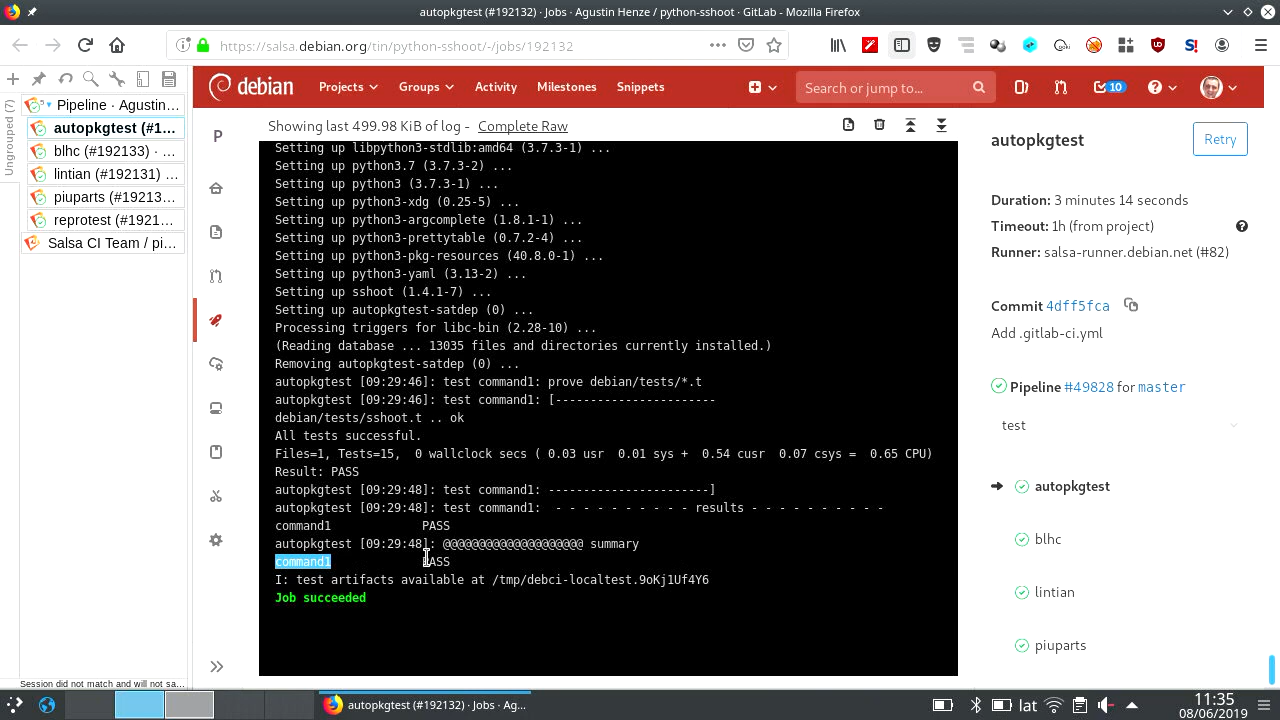 autopkgtest (#192132) · Jobs · Agustin Henze / python-sshoot · GitLab - Mozilla Firefox
https://salsa.debian.org/tin/python-sshoot/-/jobs/192132
Ungrouped (7)
Pipeline · Agustin...
autopkgtest (#1...
blhc (#192133) · ...
lintian (#192131) ...
piuparts (#19213...
reprotest (#1921...
Salsa CI Team / pi...
Session did not match and will not sa...
debian
Projects
Groups
Activity
Milestones
Snippets
Search or jump to...
10
P
Showing last 499.98 KiB of log - Complete Raw
Setting up libpython3-stdlib:amd64 (3.7.3-1) ...
Setting up python3.7 (3.7.3-2) ...
Setting up python3 (3.7.3-1) ...
Setting up python3-xdg (0.25-5) ...
Setting up python3-argcomplete (1.8.1-1) ...
Setting up python3-prettytable (0.7.2-4) ...
Setting up python3-pkg-resources (40.8.0-1) ...
Setting up python3-yaml (3.13-2) ...
Setting up sshoot (1.4.1-7) ...
Setting up autopkgtest-satdep (0) ...
Processing triggers for libc-bin (2.28-10) ...
(Reading database ... 13035 files and directories currently installed.)
Removing autopkgtest-satdep (0) ...
autopkgtest [09:29:46]: test command1: prove debian/tests/*.t
autopkgtest [09:29:46]: test command1: [-----------------------
debian/tests/sshoot.t .. ok
All tests successful.
Files=1, Tests=15,  0 wallclock secs ( 0.03 usr  0.01 sys +  0.54 cusr  0.07 csys =  0.65 CPU)
Result: PASS
autopkgtest [09:29:48]: test command1: -----------------------]
autopkgtest [09:29:48]: test command1:  - - - - - - - - - - results - - - - - - - - - -
command1             PASS
autopkgtest [09:29:48]: @@@@@@@@@@@@@@@@@@@@ summary
command1             PASS
I: test artifacts available at /tmp/debci-localtest.9oKj1Uf4Y6
Job succeeded
autopkgtest
Retry
Duration: 3 minutes 14 seconds
Timeout: 1h (from project)
Runner: salsa-runner.debian.net (#82)
Commit 4dff5fca
Add .gitlab-ci.yml
Pipeline #49828 for master
test
autopkgtest
blhc
lintian
piuparts
autopkgtest (#192132) · Jobs · Ag...
lat
11:35
08/06/2019